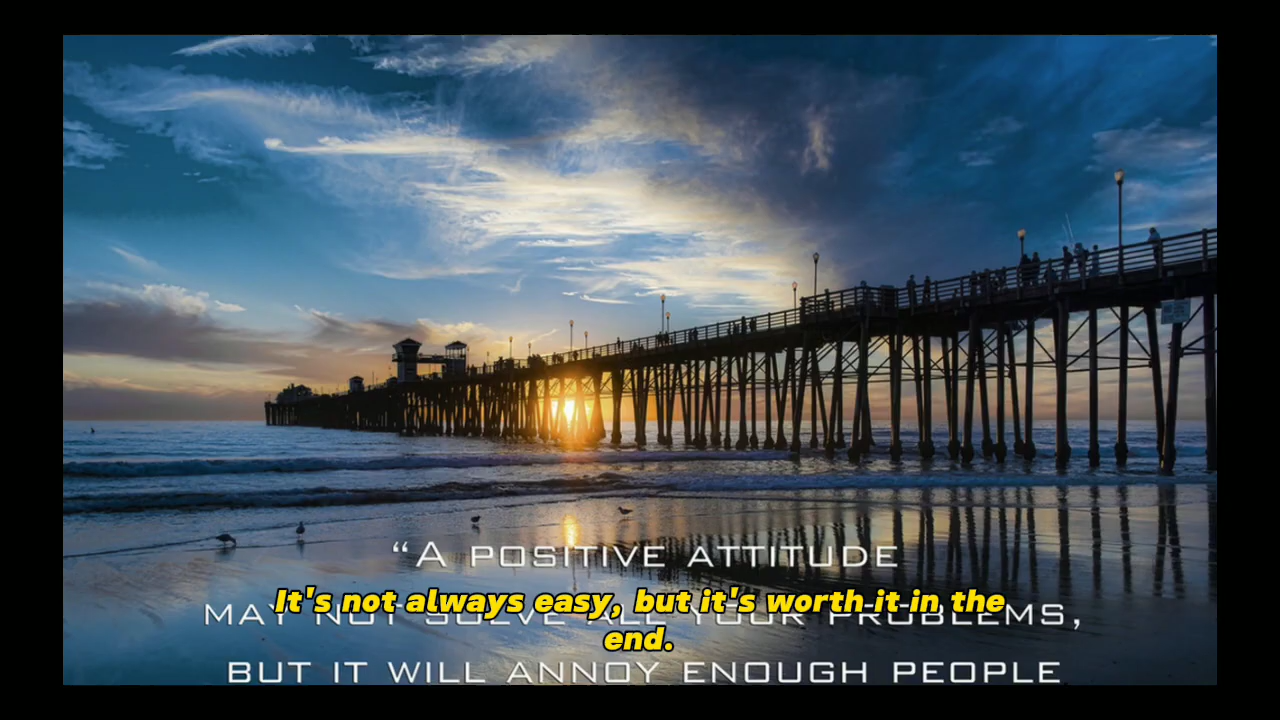 “A POSITIVE ATTITUDE
It's not always easy, but it's worth it in the
MAY NOT SOLVE ALL YOUR PROBLEMS,
end.
BUT IT WILL ANNOY ENOUGH PEOPLE